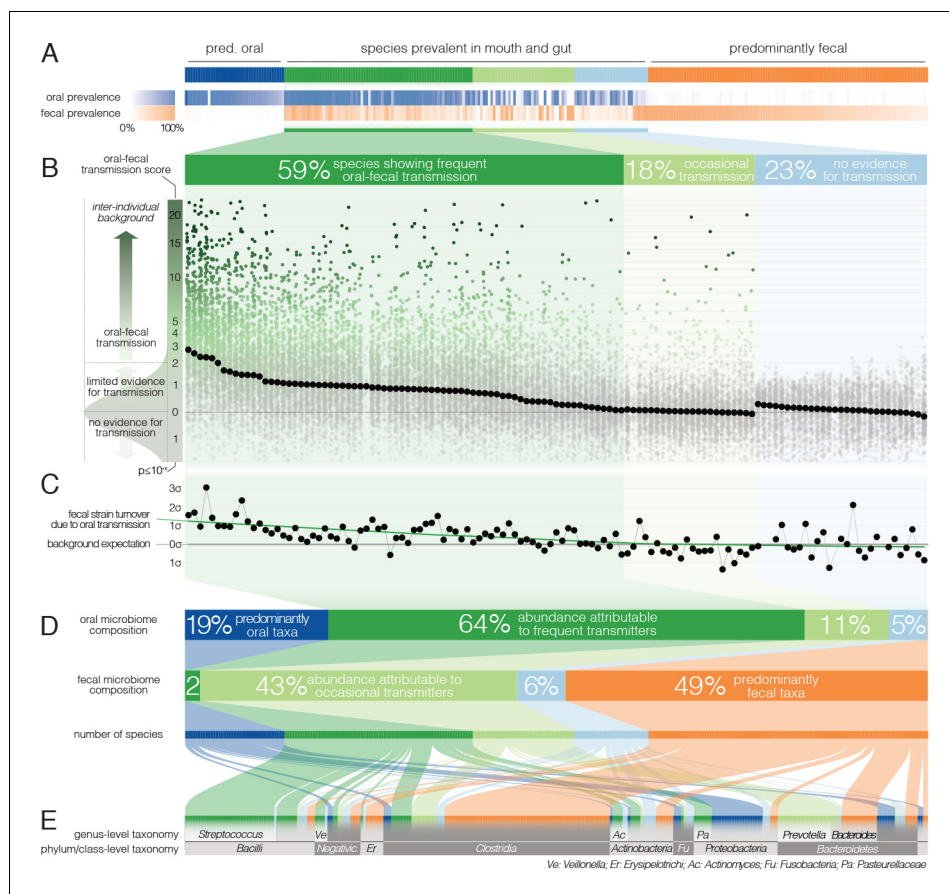 A
pred. oral
species prevalent in mouth and gut
predominantly fecal
oral prevalence
fecal prevalence
0% 100%
B
oral-fecal
transmission score
59% species showing frequent
oral-fecal transmission
18% occasional
transmission
23% no evidence
for transmission
inter-individual
background
20
15
10
5
4
3
2
1
0
1
oral-fecal
transmission
limited evidence
for transmission
no evidence for
transmission
p≤10⁻ˣ
C
3σ
2σ
1σ
0σ
1σ
fecal strain turnover
due to oral transmission
background expectation
D
oral microbiome
composition
19% predominantly
oral taxa
64% abundance attributable
to frequent transmitters
11%
5%
fecal microbiome
composition
2
43% abundance attributable to
occasional transmitters
6%
49% predominantly
fecal taxa
number of species
E
genus-level taxonomy
Streptococcus Ve Ac Pa Prevotella Bacteroides
phylum/class-level taxonomy
Bacilli Negativic. Er Clostridia Actinobacteria Fu Proteobacteria Bacteroidetes
Ve: Veillonella; Er: Erysipelotrichi; Ac: Actinomyces; Fu: Fusobacteria; Pa: Pasteurellaceae